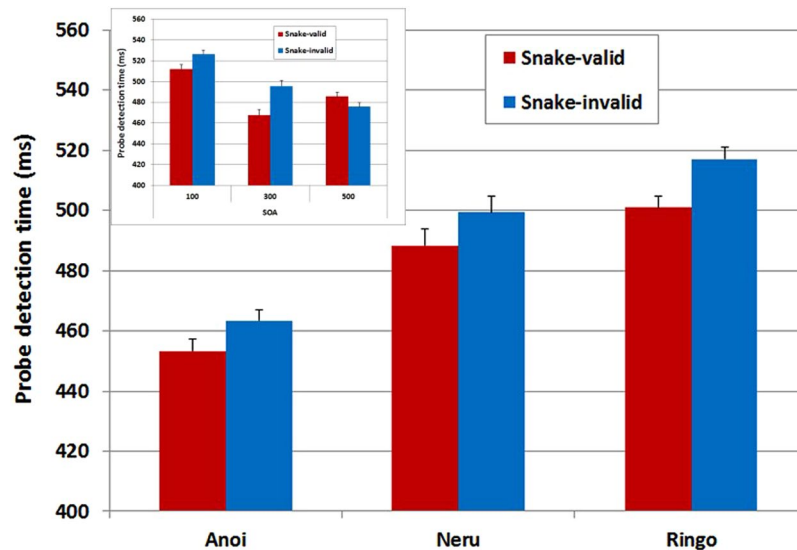 560
540
520
500
480
460
440
420
400
Probe detection time (ms)
Snake-valid
Snake-invalid
Anoi
Neru
Ringo
560
540
520
500
480
460
440
420
400
Probe detection time (ms)
Snake-valid
Snake-invalid
100
300
500
SOA